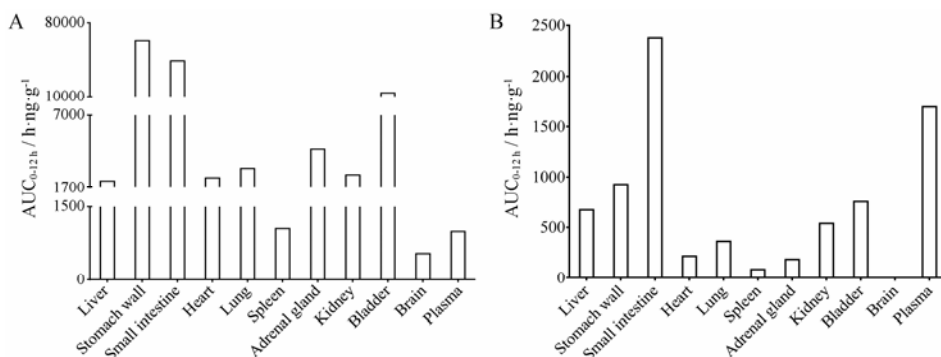 A
AUC0-12 h / h·ng·g-1
80000
10000
7000
1700
1500
0
Liver
Stomach wall
Small intestine
Heart
Lung
Spleen
Adrenal gland
Kidney
Bladder
Brain
Plasma
B
AUC0-12 h / h·ng·g-1
2500
2000
1500
1000
500
0
Liver
Stomach wall
Small intestine
Heart
Lung
Spleen
Adrenal gland
Kidney
Bladder
Brain
Plasma